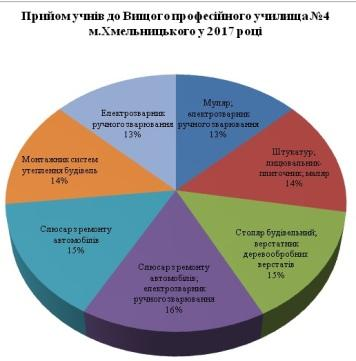 Прийом учнів до Вищого професійного училища №4
м.Хмельницького у 2017 році
Муляр;
електрозварник
ручного зварювання
13%
Штукатур;
лицювальник-
плиточник; маляр
14%
Столяр будівельний;
верстатник
деревообробних
верстатів
15%
Слюсар з ремонту
автомобілів;
електрозварник
ручного зварювання
16%
Слюсар з ремонту
автомобілів
15%
Монтажник систем
утеплення будівель
14%
Електрозварник
ручного зварювання
13%